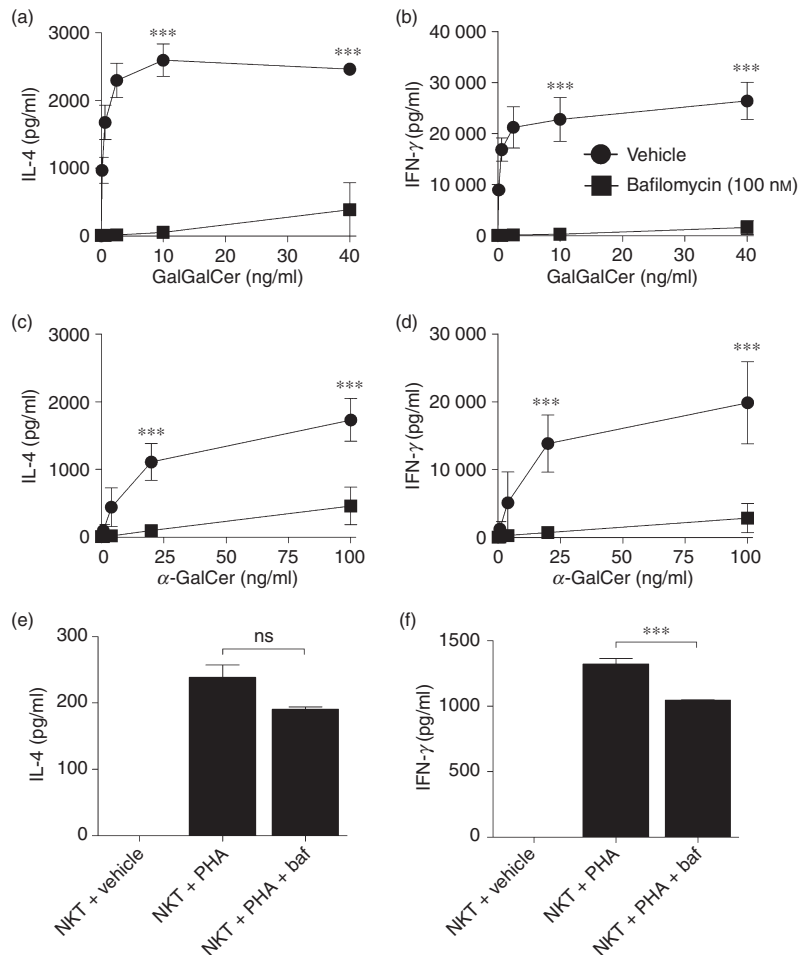 (a)
3000
2000
1000
0
IL-4 (pg/ml)
***
***
0
10
20
30
40
GalGalCer (ng/ml)
(b)
40 000
30 000
20 000
10 000
0
IFN-γ (pg/ml)
***
***
Vehicle
Bafilomycin (100 nM)
0
10
20
30
40
GalGalCer (ng/ml)
(c)
3000
2000
1000
0
IL-4 (pg/ml)
***
***
0
25
50
75
100
α-GalCer (ng/ml)
(d)
30 000
20 000
10 000
0
IFN-γ (pg/ml)
***
***
0
25
50
75
100
α-GalCer (ng/ml)
(e)
300
200
100
0
IL-4 (pg/ml)
ns
NKT + vehicle
NKT + PHA
NKT + PHA + baf
(f)
1500
1000
500
0
IFN-γ (pg/ml)
***
NKT + vehicle
NKT + PHA
NKT + PHA + baf